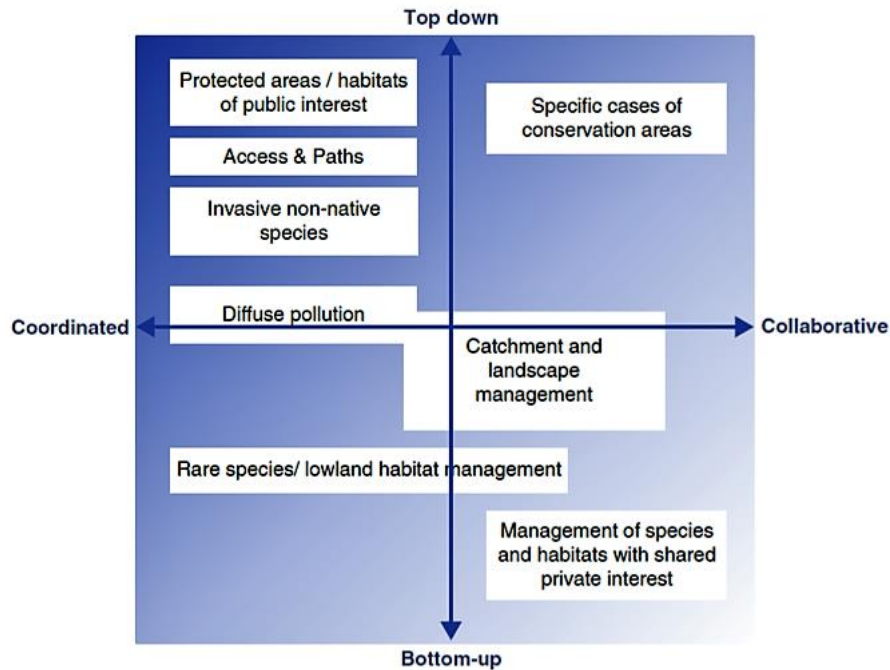 Top down
Protected areas / habitats
of public interest
Specific cases of
conservation areas
Access & Paths
Invasive non-native
species
Diffuse pollution
Coordinated
Collaborative
Catchment and
landscape
management
Rare species/ lowland habitat management
Management of species
and habitats with shared
private interest
Bottom-up